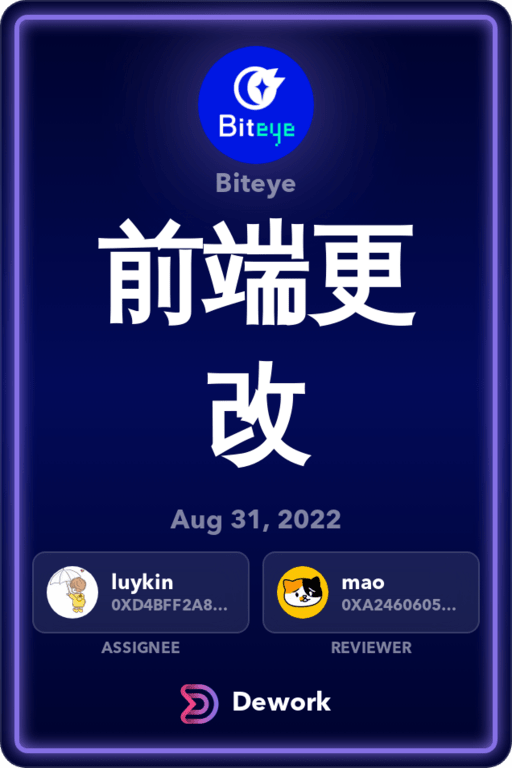 Biteye
Biteye
前端更
改
Aug 31, 2022
luykin
0XD4BFF2A8...
mao
0XA2460605...
ASSIGNEE
REVIEWER
Dework